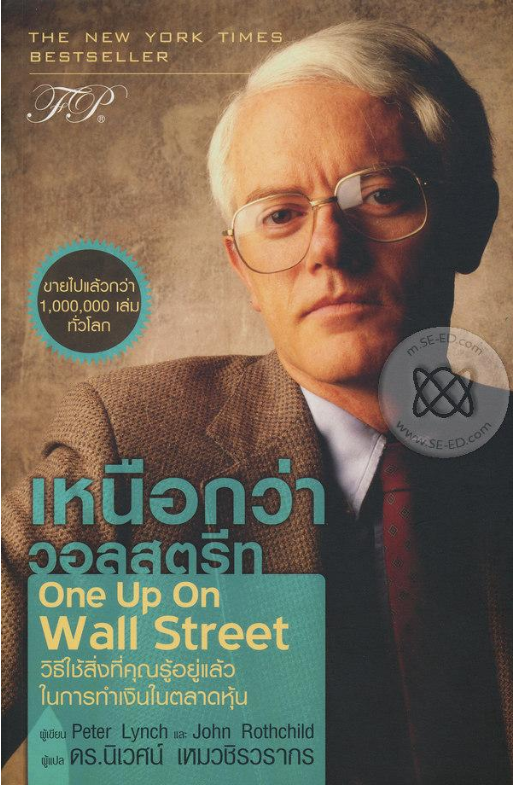 THE NEW YORK TIMES
BESTSELLER
FP®
ขายไปแล้วกว่า
1,000,000 เล่ม
ทั่วโลก
m.SE-ED.com
www.SE-ED.com
เหนือกว่า
วอลสตรีท
One Up On
Wall Street
วิธีใช้สิ่งที่คุณรู้อยู่แล้ว
ในการทำเงินในตลาดหุ้น
ผู้เขียน Peter Lynch และ John Rothchild
ผู้แปล ดร.นิเวศน์ เหมวชิรวรากร